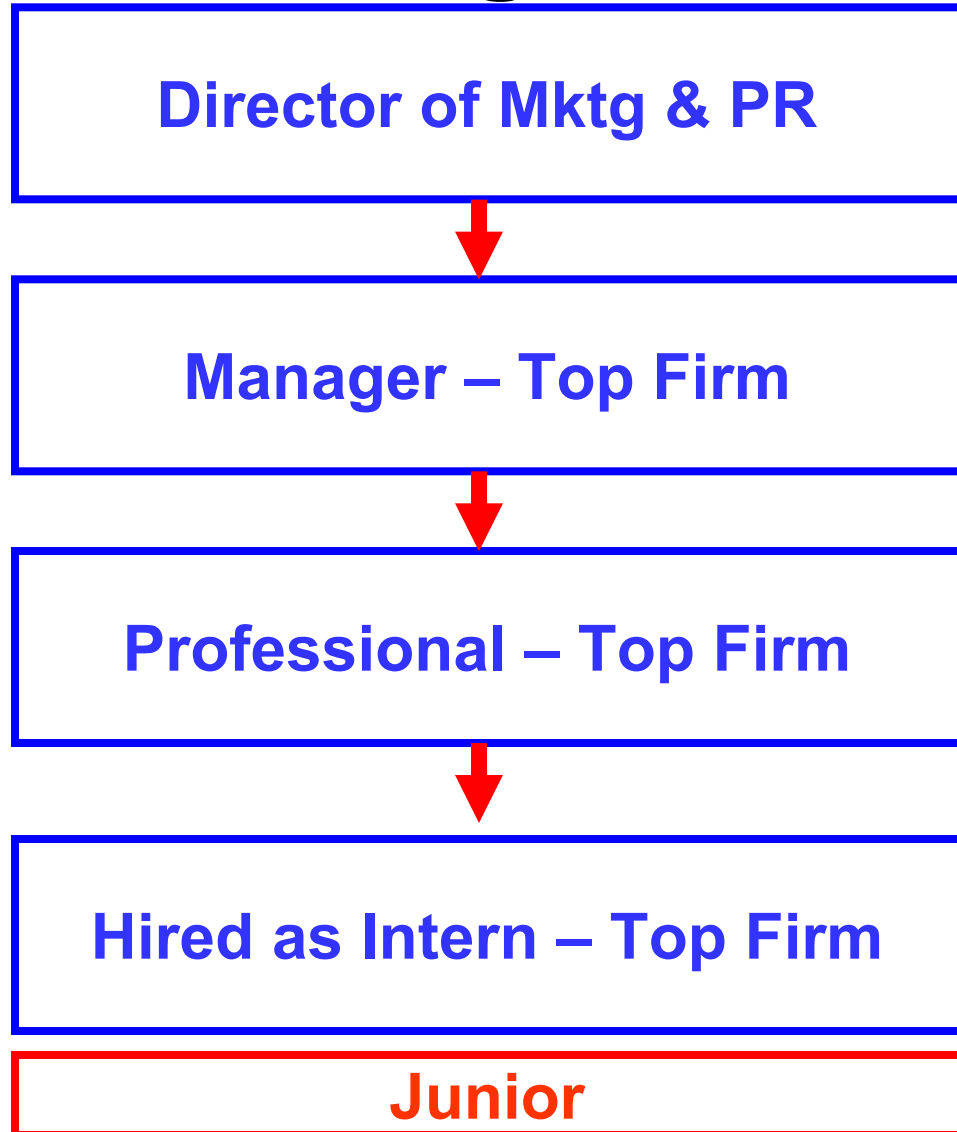 Director of Mktg & PR
Manager – Top Firm
Professional – Top Firm
Hired as Intern – Top Firm
Junior